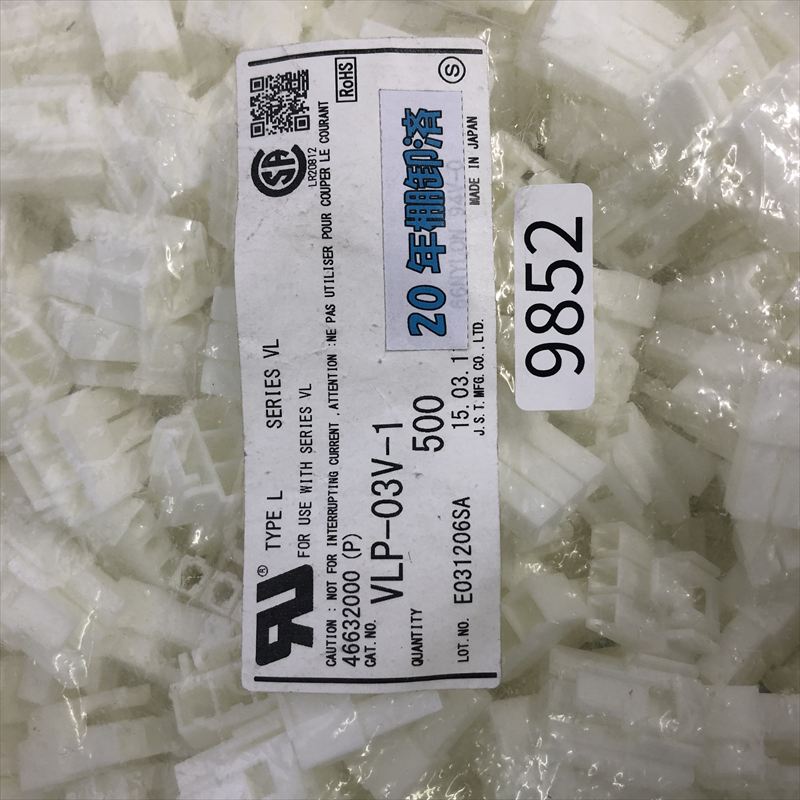 TYPE L SERIES VL
FOR USE WITH SERIES VL
CAUTION : NOT FOR INTERRUPTING CURRENT , ATTENTION :NE PAS UTILISER POUR COUPER LE COURANT
46632000 (P)
CAT.NO. VLP-03V-1
QUANTITY 500
LOT.NO. E031206SA
15.03.1
J.S.T.MFG.CO.,LTD.
MADE IN JAPAN
66NYLON 94V-0
LR20812
RoHS
S
20年棚卸済
9852